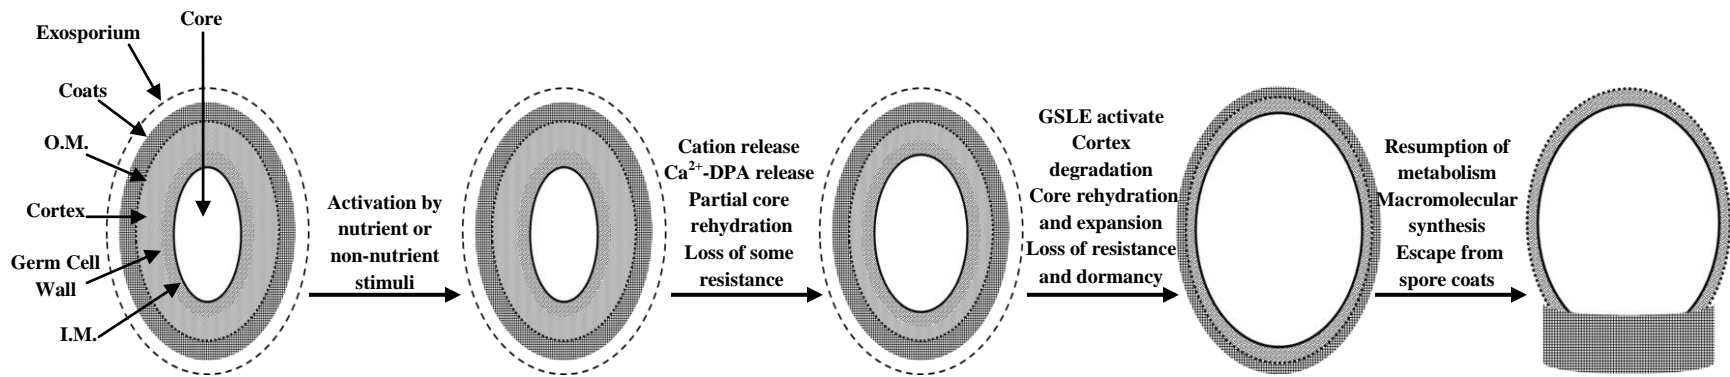 Core
Exosporium
Coats
O.M.
Cortex
Germ Cell
Wall
I.M.
Activation by
nutrient or
non-nutrient
stimuli
Cation release
Ca²⁺-DPA release
Partial core
rehydration
Loss of some
resistance
GSLE activate
Cortex
degradation
Core rehydration
and expansion
Loss of resistance
and dormancy
Resumption of
metabolism
Macromolecular
synthesis
Escape from
spore coats